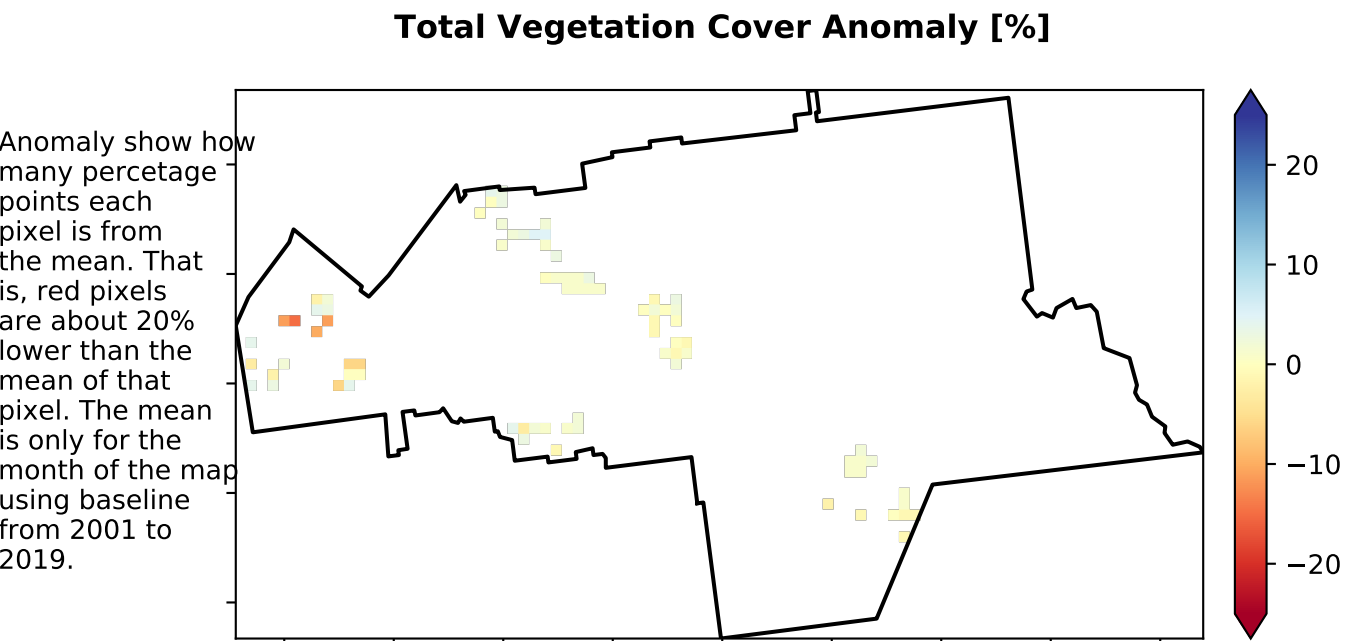 Total Vegetation Cover Anomaly [%]
Anomaly show how
many percetage
points each
pixel is from
the mean. That
is, red pixels
are about 20%
lower than the
mean of that
pixel. The mean
is only for the
month of the map
using baseline
from 2001 to
2019.
20
10
0
−10
−20